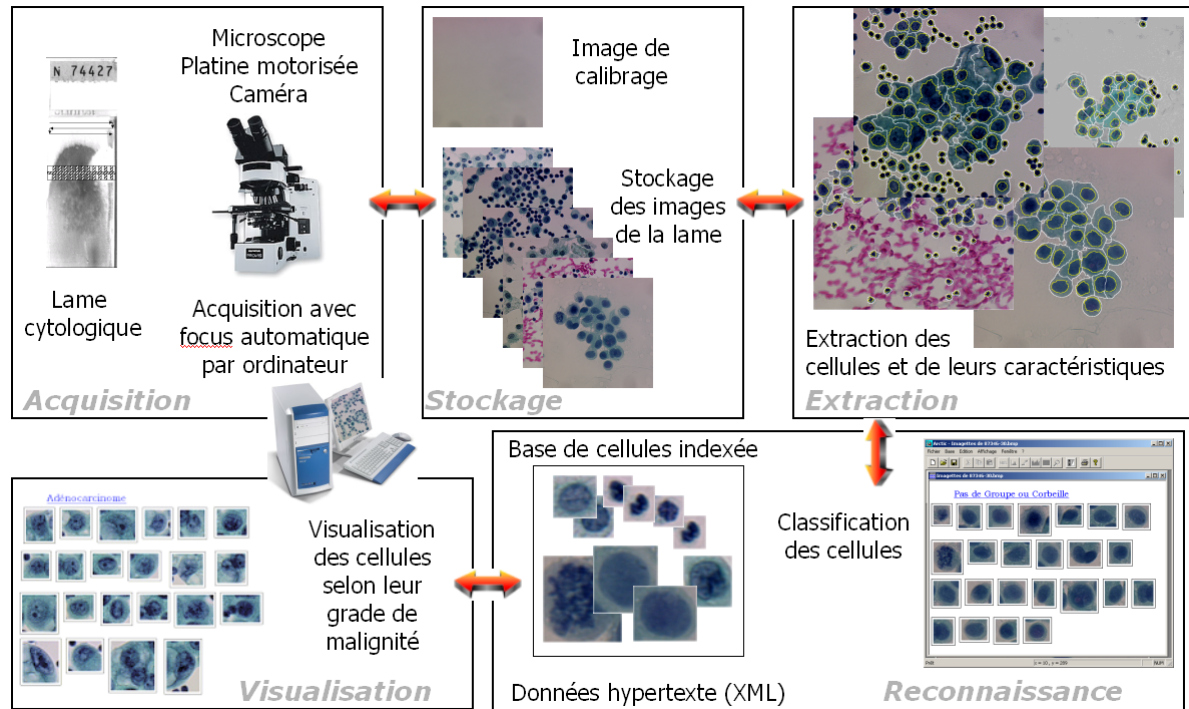 N 74427
Microscope
Platine motorisée
Caméra
Lame
cytologique
Acquisition avec
focus automatique
par ordinateur
Acquisition
Image de
calibrage
Stockage
des images
de la lame
Stockage
Extraction des
cellules et de leurs caractéristiques
Extraction
Adénocarcinome
Visualisation
des cellules
selon leur
grade de
malignité
Visualisation
Base de cellules indexée
Données hypertexte (XML)
Classification
des cellules
Pas de Groupe ou Corbeille
NUM
Reconnaissance